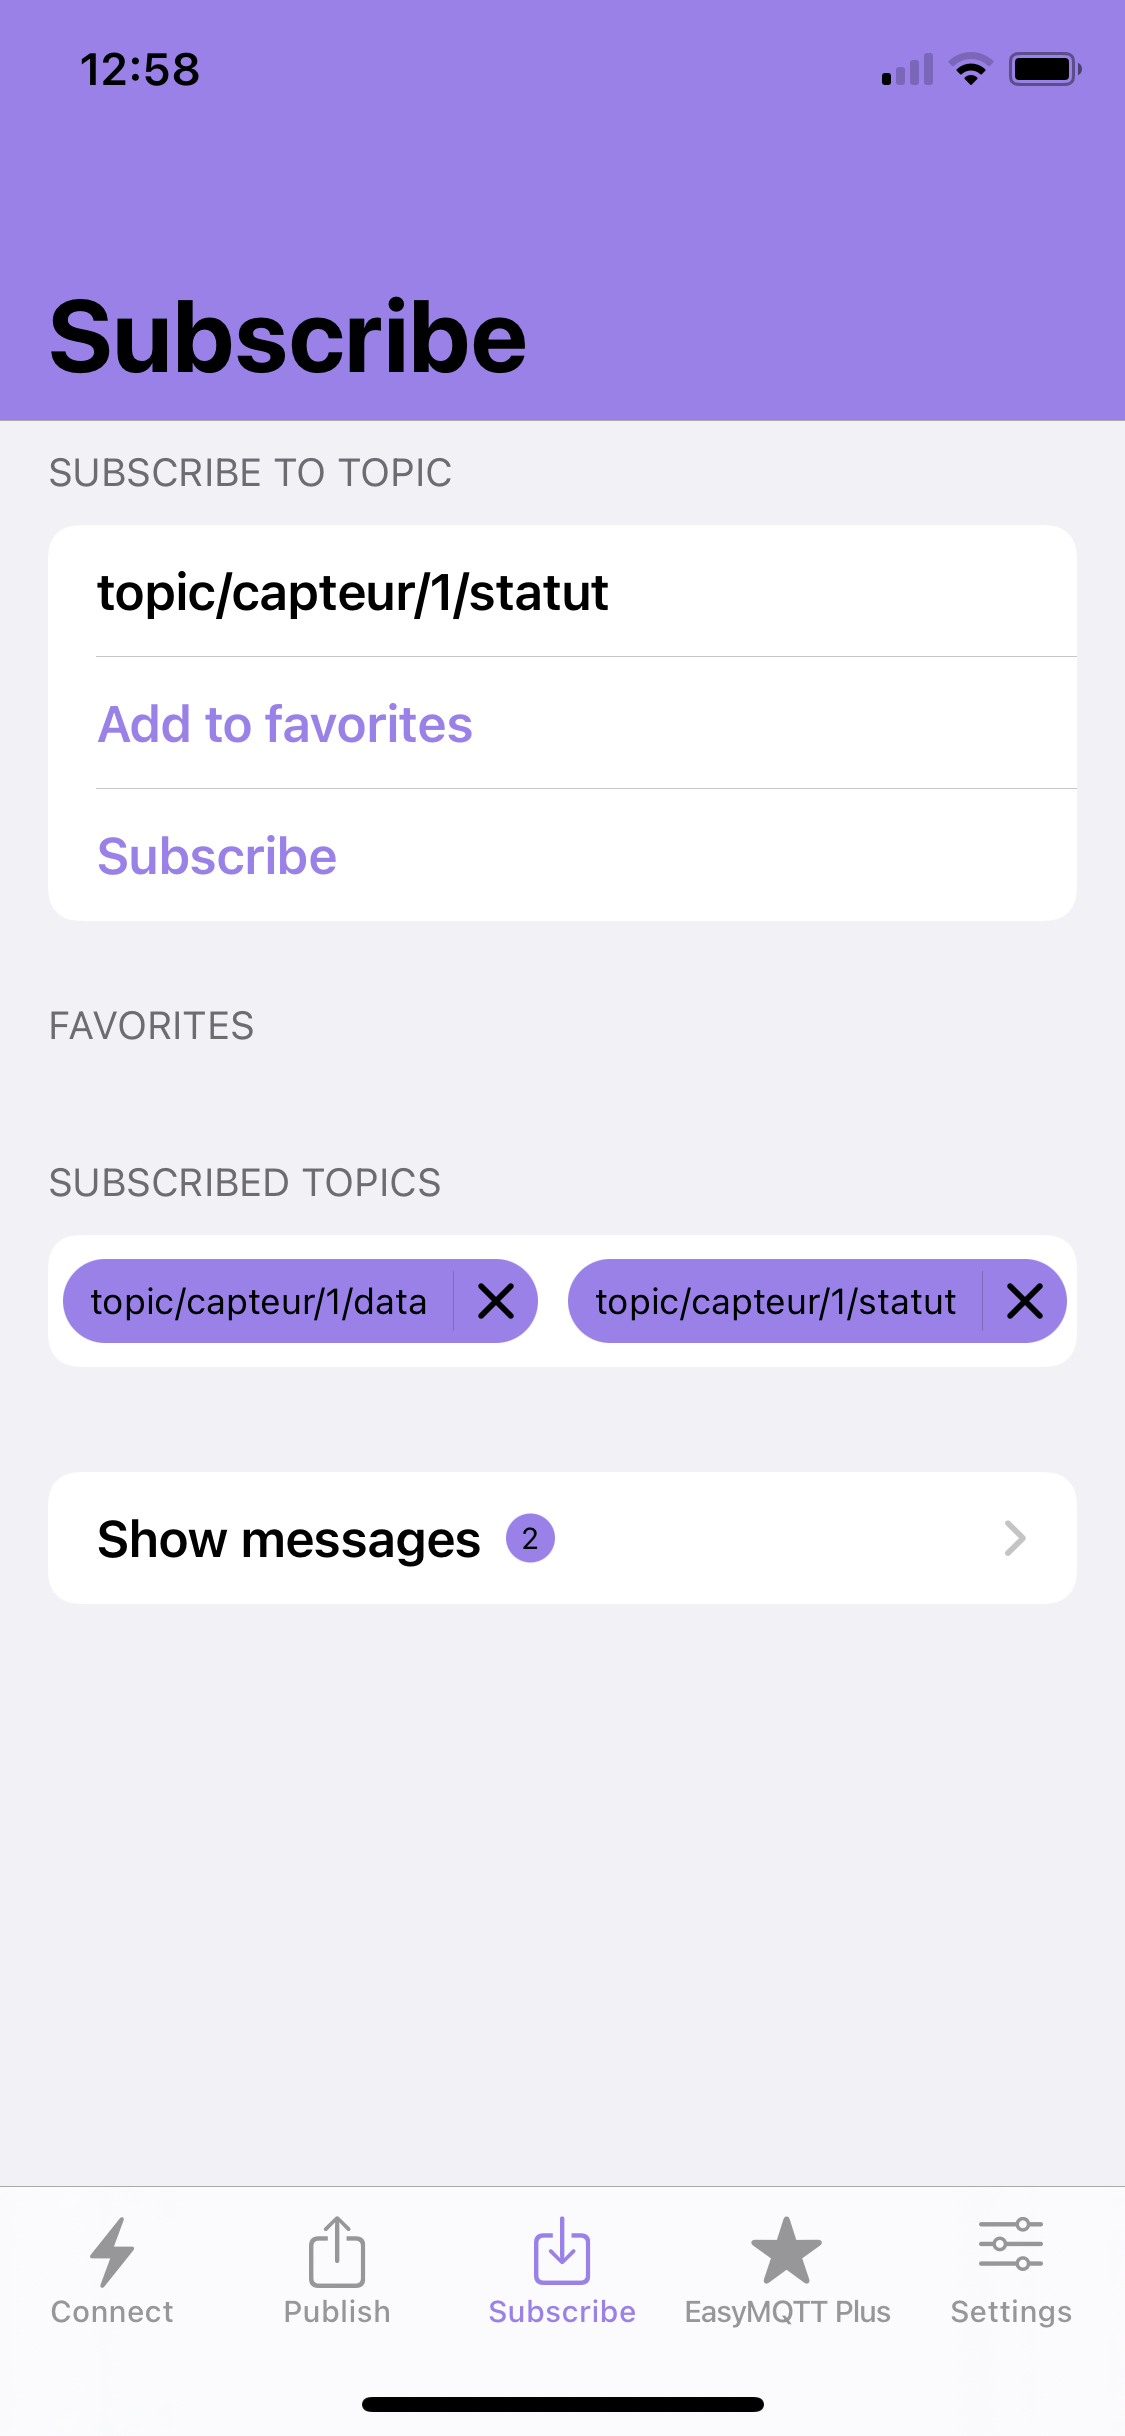 12:58
Subscribe
SUBSCRIBE TO TOPIC
topic/capteur/1/statut
Add to favorites
Subscribe
FAVORITES
SUBSCRIBED TOPICS
topic/capteur/1/data topic/capteur/1/statut
Show messages 2
Connect Publish Subscribe EasyMQTT Plus Settings